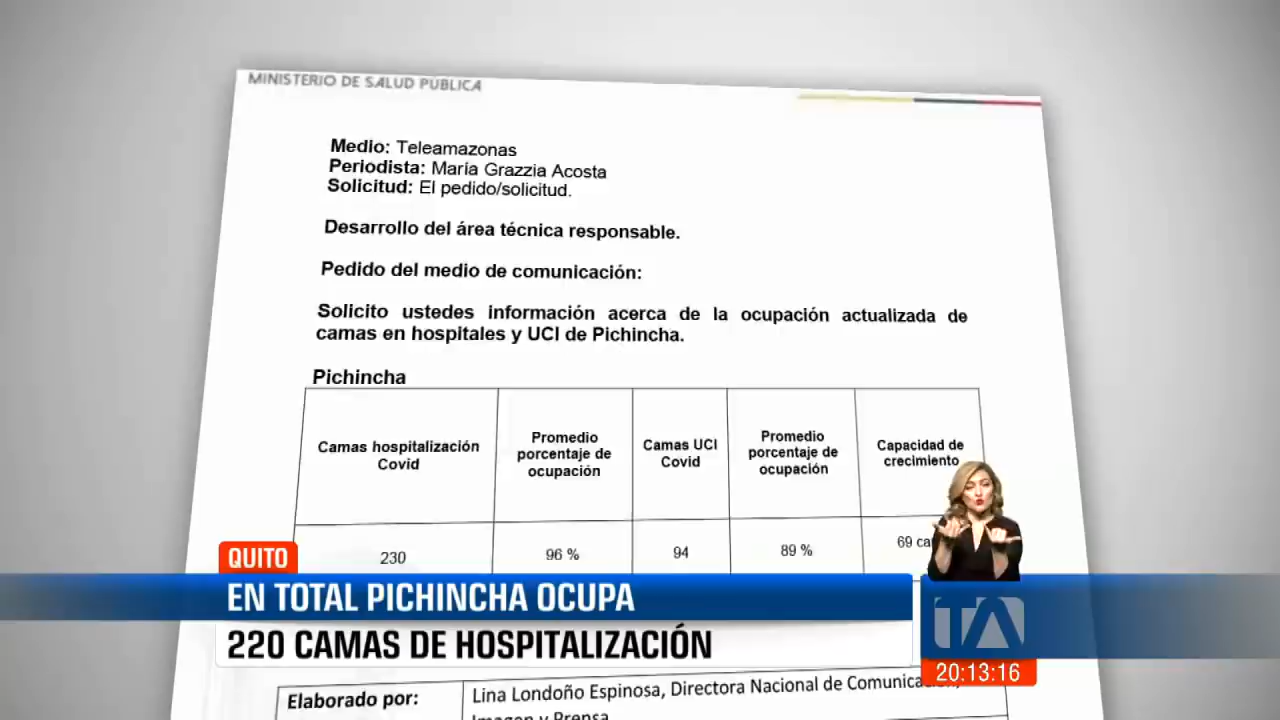 MINISTERIO DE SALUD PÚBLICA
Medio: Teleamazonas
Periodista: María Grazzia Acosta
Solicitud: El pedido/solicitud.
Desarrollo del área técnica responsable.
Pedido del medio de comunicación:
Solicito ustedes información acerca de la ocupación actualizada de
camas en hospitales y UCI de Pichincha.
Pichincha
Camas hospitalización
Covid
Promedio
porcentaje de
ocupación
Camas UCI
Covid
Promedio
porcentaje de
ocupación
Capacidad de
crecimiento
230
96 %
94
89 %
69
QUITO
EN TOTAL PICHINCHA OCUPA
220 CAMAS DE HOSPITALIZACIÓN
TA
20:13:16
Elaborado por:
Lina Londoño Espinosa, Directora Nacional de
Imagen y Prensa